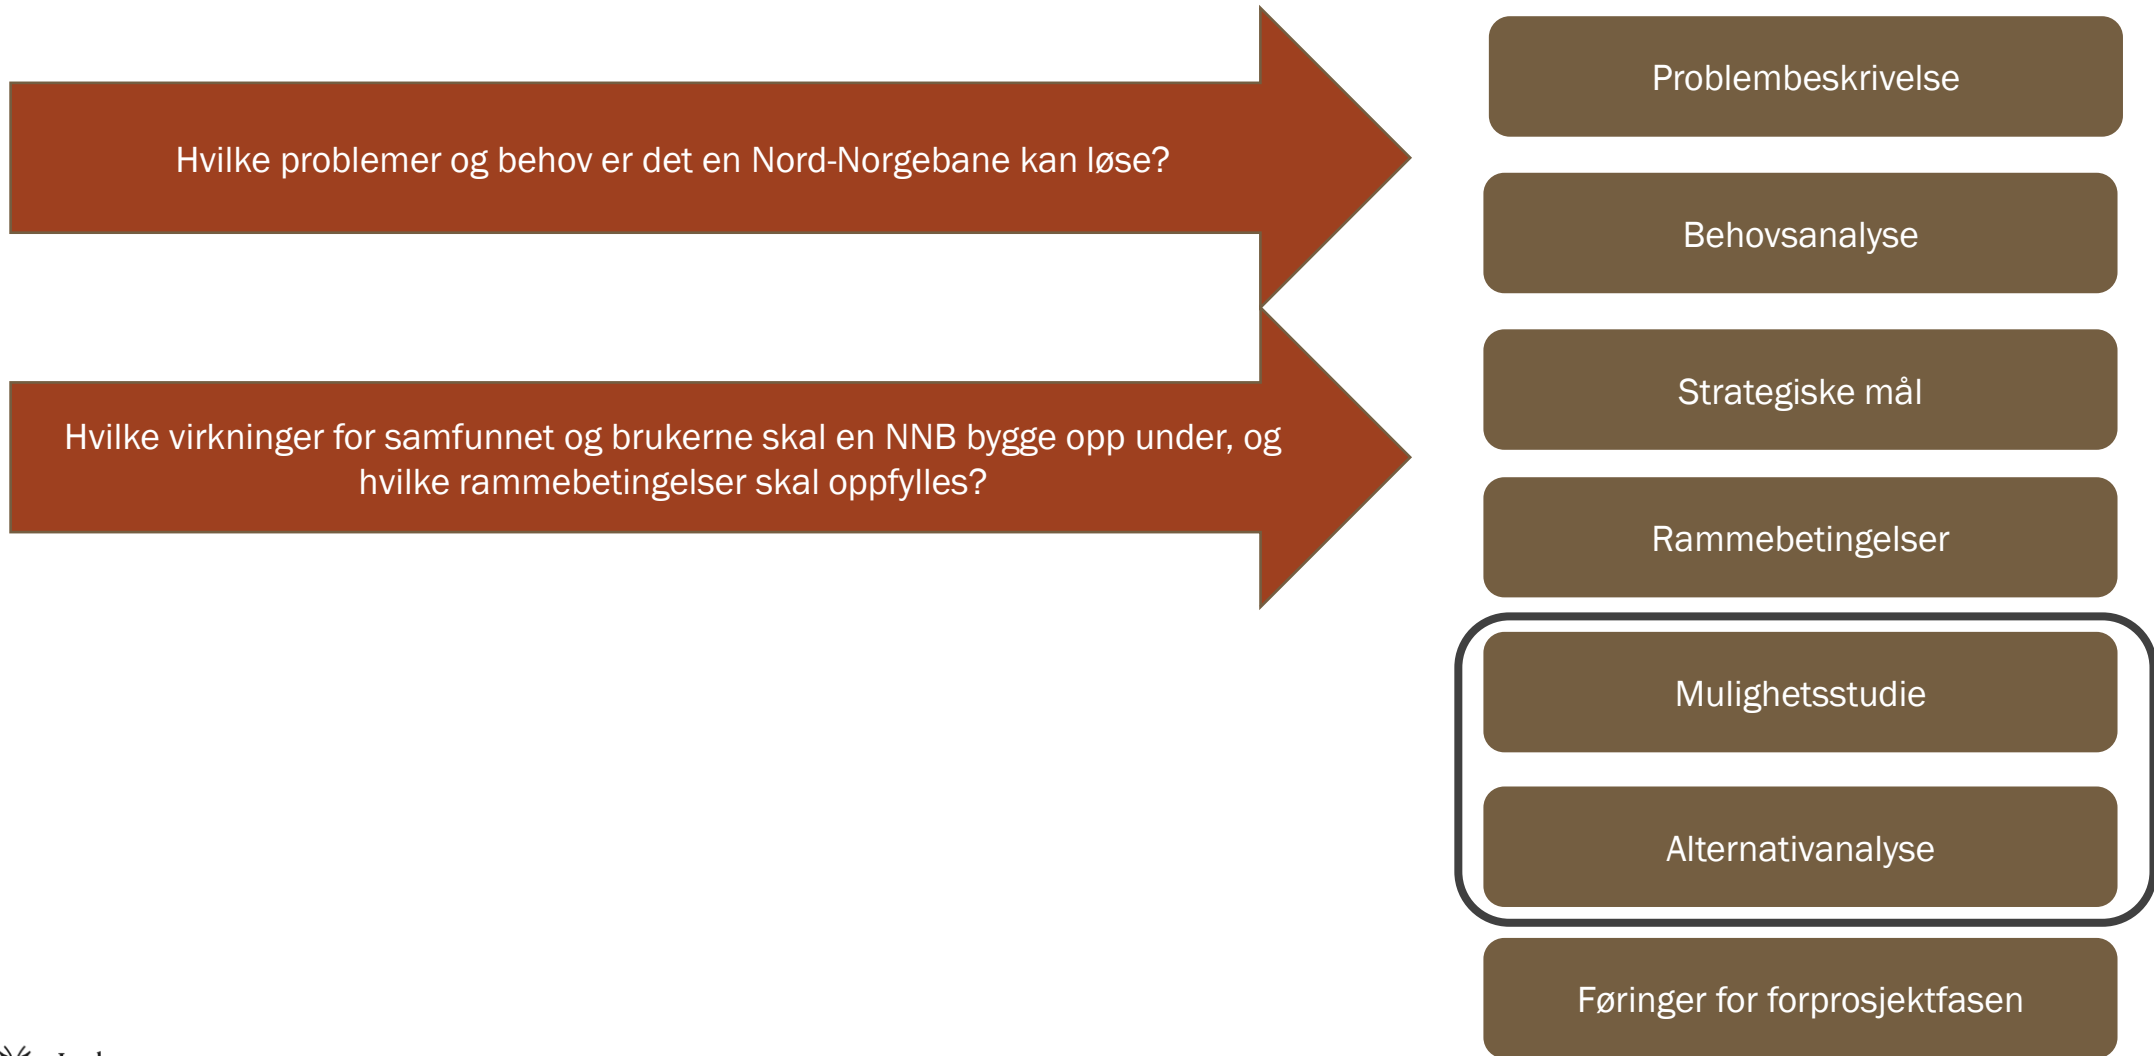 Hvilke problemer og behov er det en Nord-Norgebane kan løse?
Hvilke virkninger for samfunnet og brukerne skal en NNB bygge opp under, og
hvilke rammebetingelser skal oppfylles?
Problembeskrivelse
Behovsanalyse
Strategiske mål
Rammebetingelser
Mulighetsstudie
Alternativanalyse
Føringer for forprosjektfasen